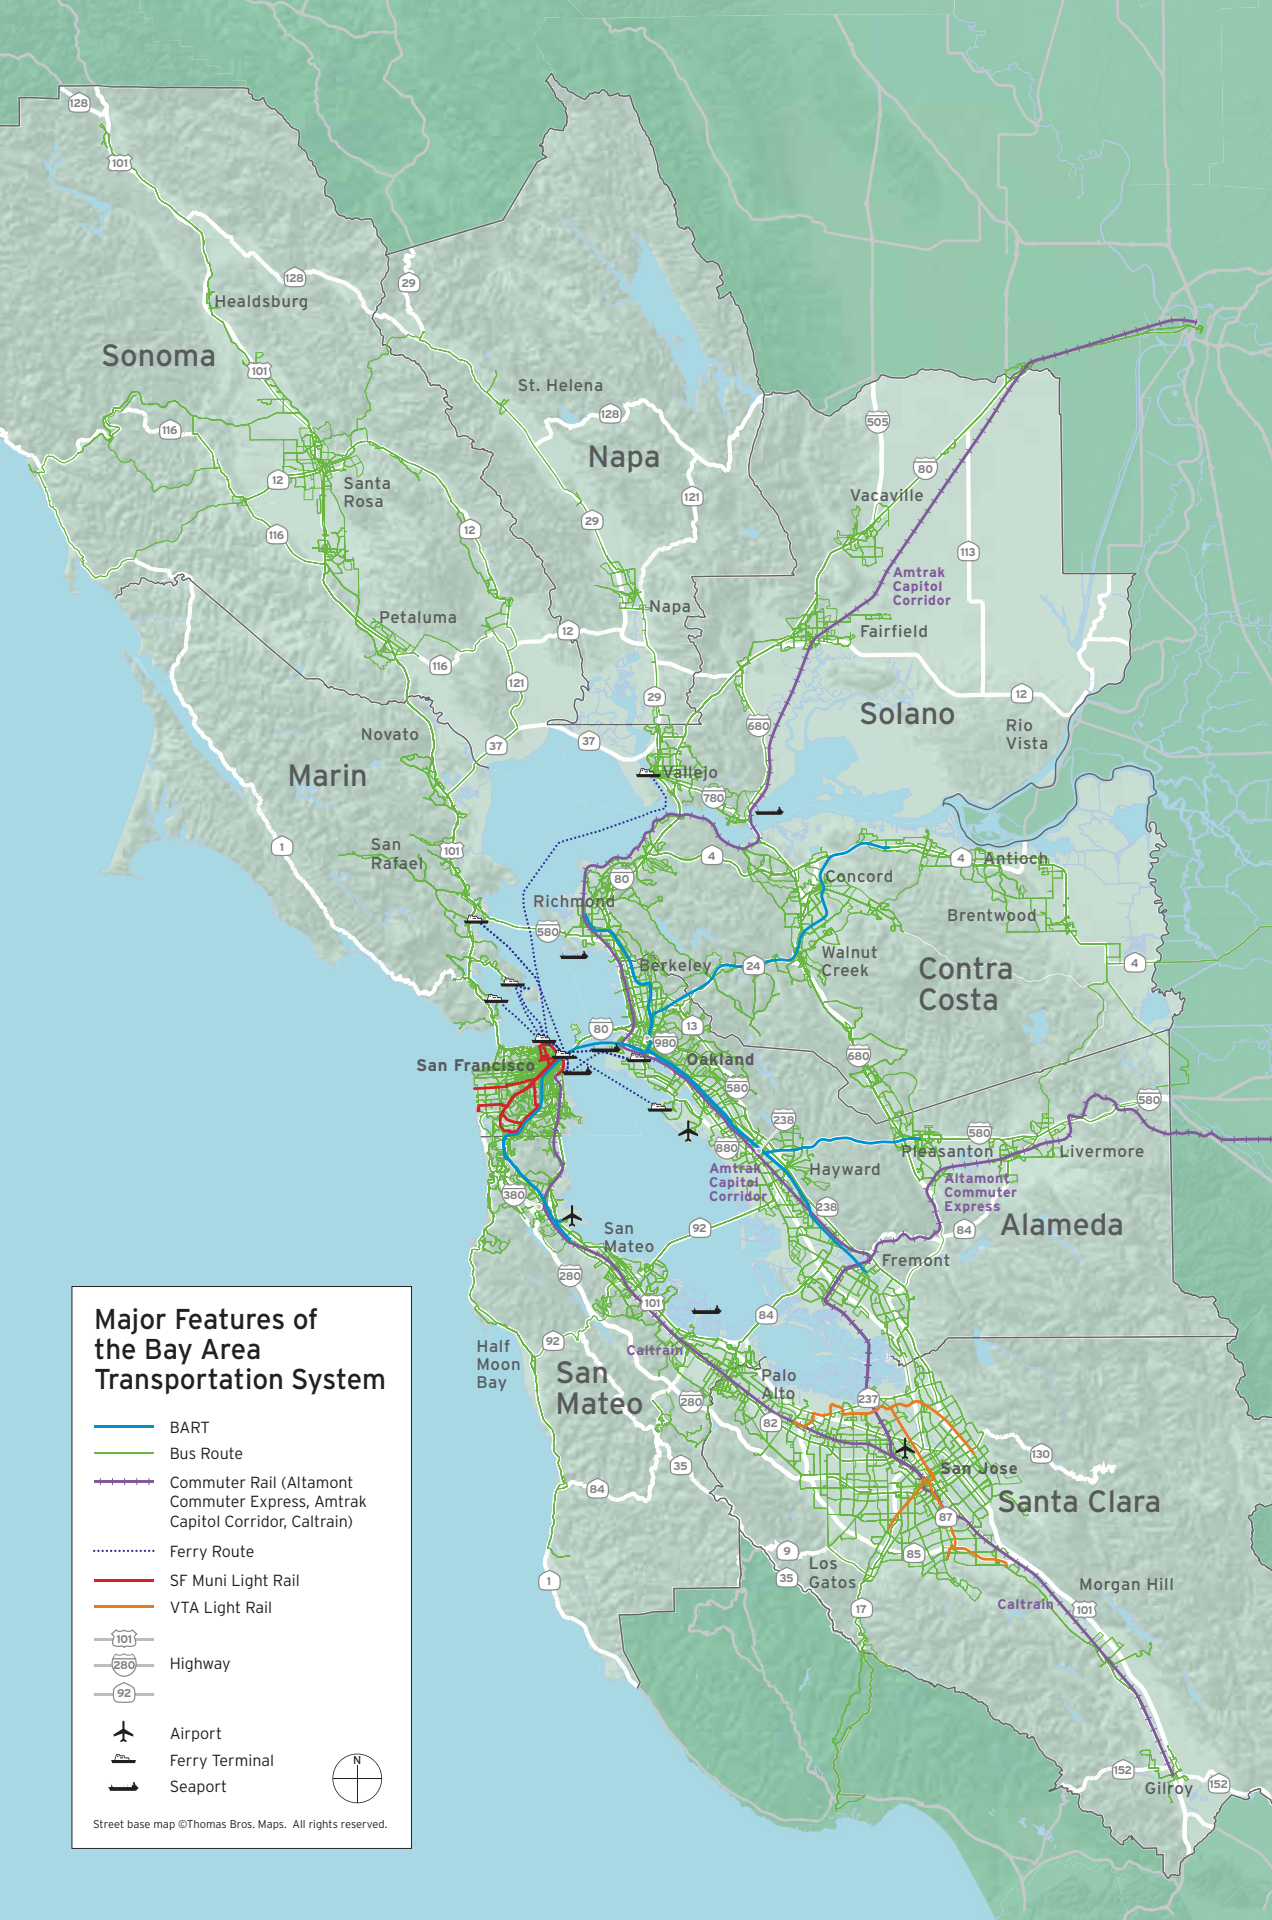 128
101
128
29
Healdsburg
Sonoma
101
St. Helena
128
505
116
Napa
80
12
Santa
Rosa
Vacaville
121
29
12
116
113
Amtrak
Capitol
Corridor
Napa
Petaluma
12
Fairfield
116
121
29
12
Solano
680
Rio
Vista
Novato
37
37
Marin
Vallejo
780
1
San
Rafael
101
4
4
Antioch
80
Concord
Richmond
Brentwood
580
Walnut
Creek
Berkeley
24
4
Contra
Costa
80
13
980
San Francisco
Oakland
680
580
580
238
880
580
Pleasanton
Livermore
Amtrak
Capitol
Corridor
Hayward
Altamont
Commuter
Express
380
238
San
Mateo
92
84
Alameda
Fremont
280
101
84
Half
Moon
Bay
92
Caltrain
San
Mateo
Palo
Alto
280
237
82
35
130
San Jose
84
Santa Clara
87
9
85
Los
Gatos
35
1
Morgan Hill
Caltrain
101
17
152
Gilroy
152
Major Features of
the Bay Area
Transportation System
BART
Bus Route
Commuter Rail (Altamont
Commuter Express, Amtrak
Capitol Corridor, Caltrain)
Ferry Route
SF Muni Light Rail
VTA Light Rail
101
280
Highway
92
Airport
Ferry Terminal
N
Seaport
Street base map ©Thomas Bros. Maps. All rights reserved.